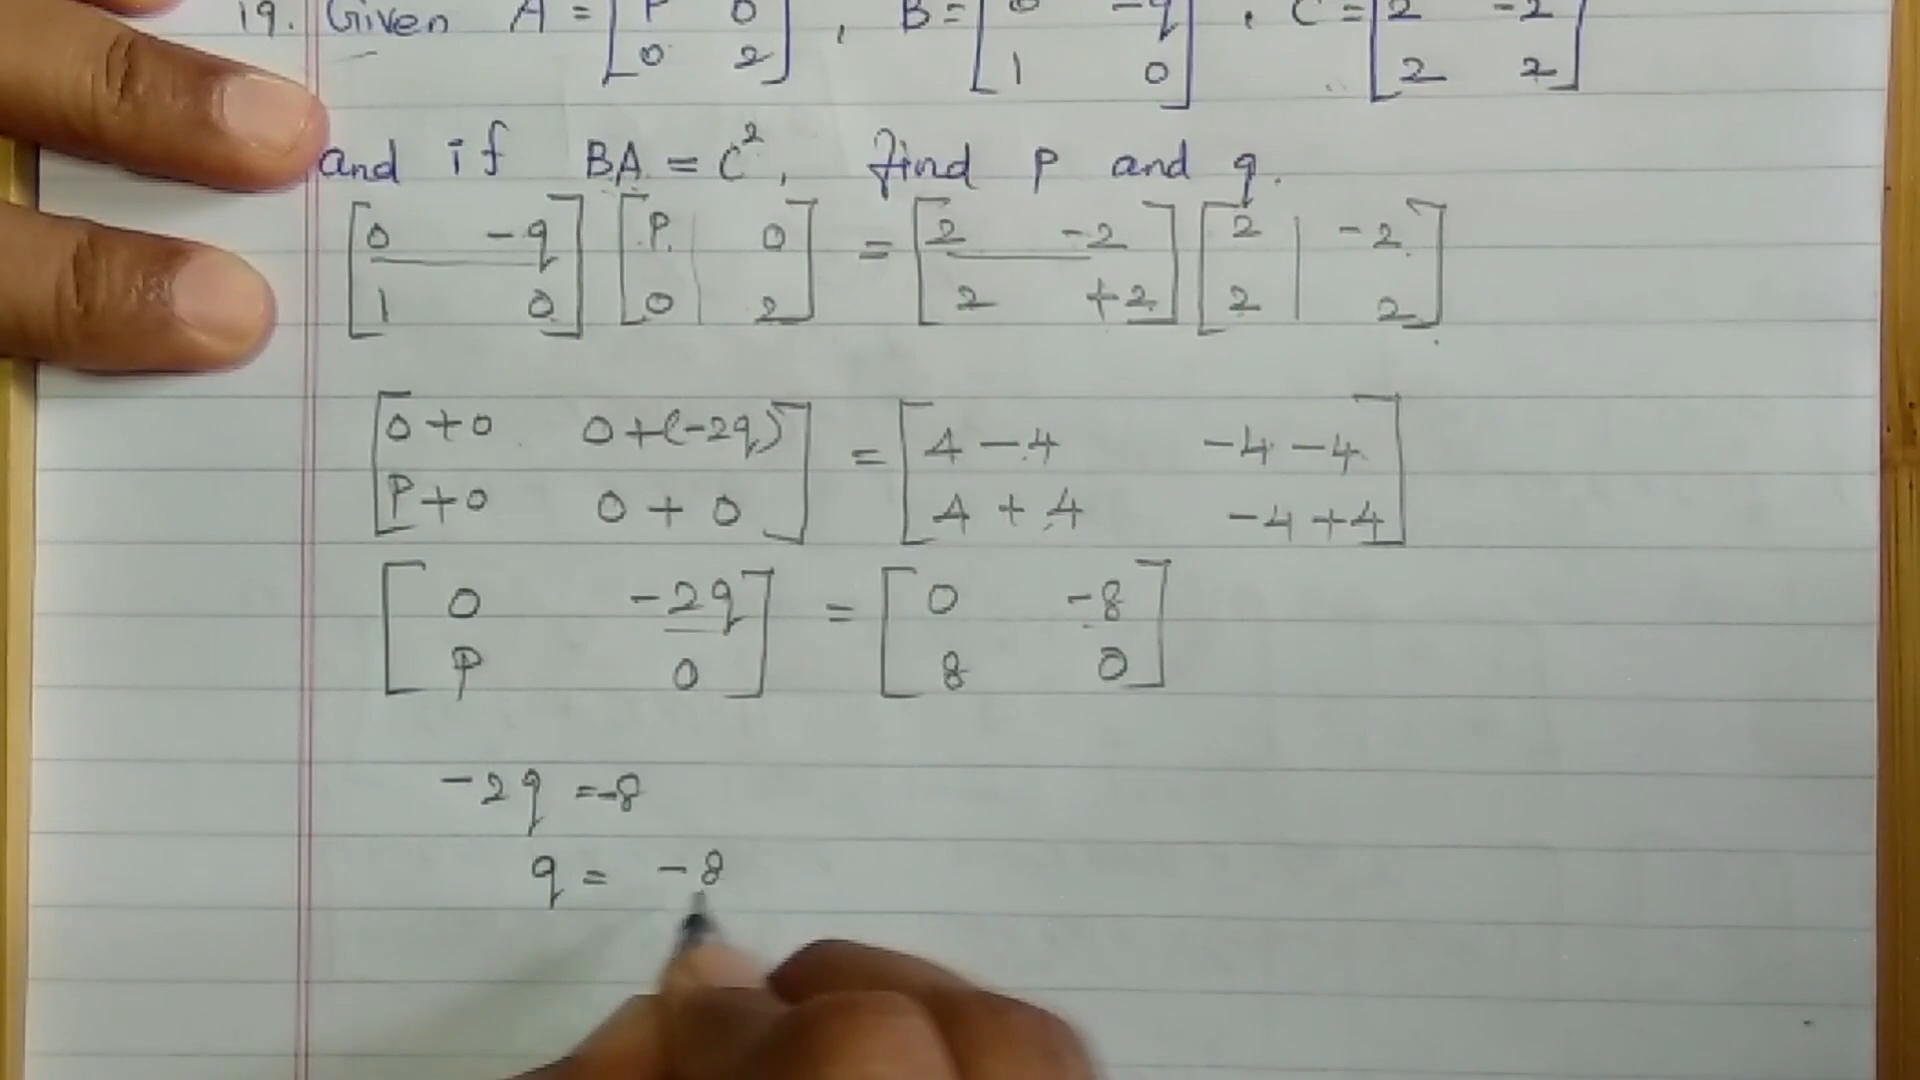 19. Given A = [P 0 , B = [0 -q , C = [2 -2
0 2] 1 0] 2 2]
and if BA = C², find P and q.
[0 -q] [P 0] = [2 -2] [2 -2]
[1 0] [0 2] [2 +2] [2 2]
[0+0 0+(-2q)] = [4-4 -4-4]
[P+0 0+0] [4+4 -4+4]
[0 -2q] = [0 -8]
[P 0] [8 0]
-2q = -8
q = -8